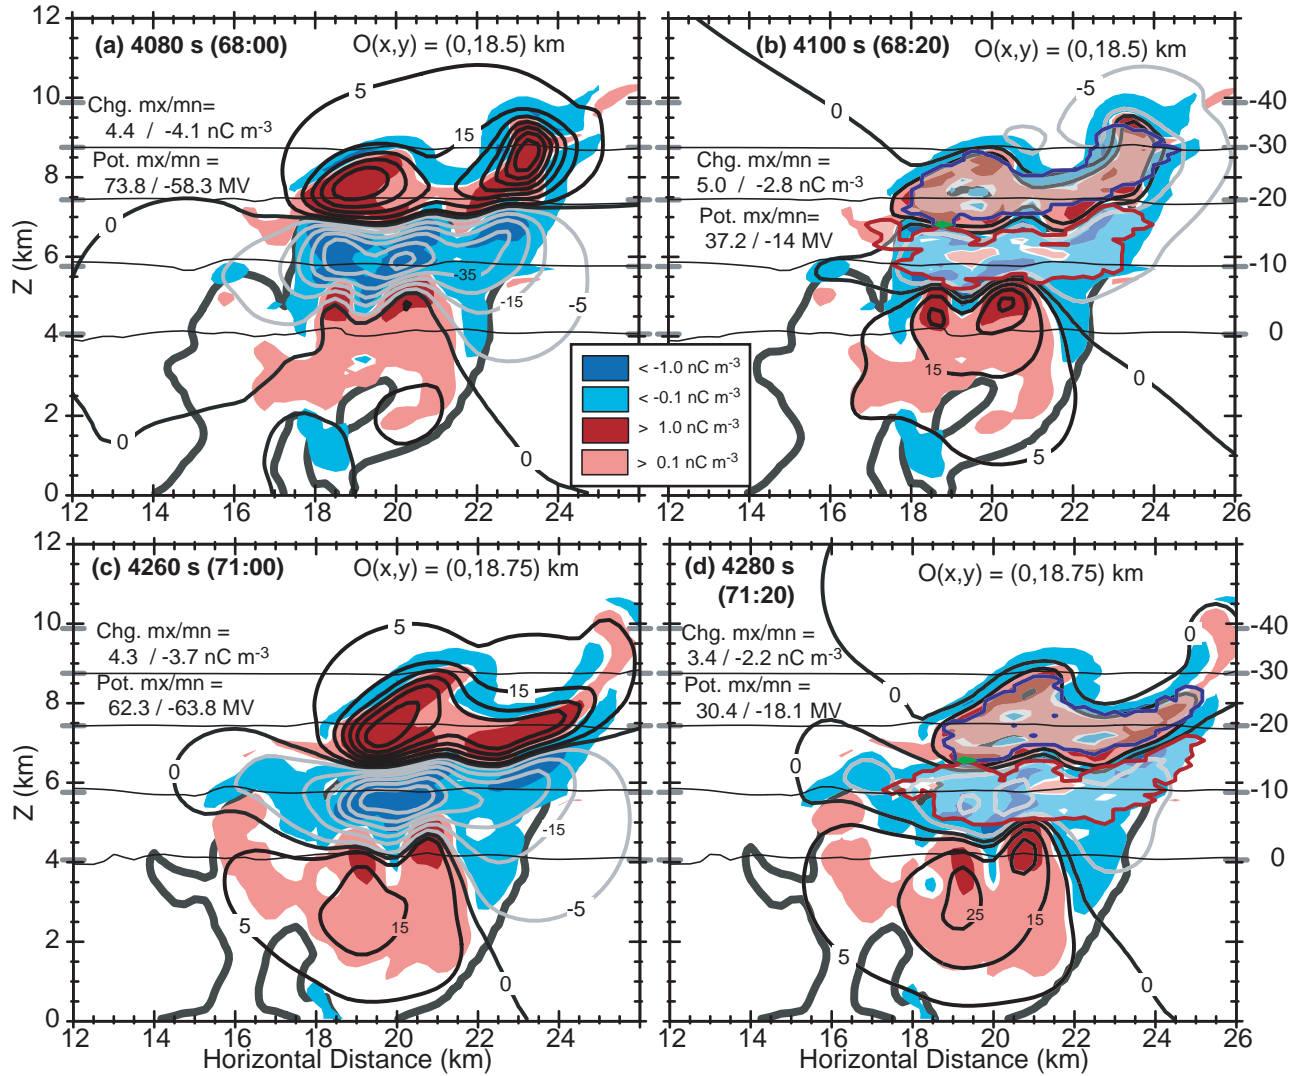 (a) 4080 s (68:00)
O(x,y) = (0,18.5) km
Chg. mx/mn=
4.4 / -4.1 nC m-3
Pot. mx/mn =
73.8 / -58.3 MV
5
15
0
-35
-15
-5
0
0
12
10
8
6
4
2
0
Z (km)
12 14 16 18 20 22 24
(b) 4100 s (68:20)
O(x,y) = (0,18.5) km
Chg. mx/mn =
5.0 / -2.8 nC m-3
Pot. mx/mn=
37.2 / -14 MV
0
-5
15
0
5
-40
-30
-20
-10
0
12 14 16 18 20 22 24 26
< -1.0 nC m-3
< -0.1 nC m-3
> 1.0 nC m-3
> 0.1 nC m-3
(c) 4260 s (71:00)
O(x,y) = (0,18.75) km
Chg. mx/mn =
4.3 / -3.7 nC m-3
Pot. mx/mn =
62.3 / -63.8 MV
5
15
0
-15
-5
5
15
0
12
10
8
6
4
2
0
Z (km)
12 14 16 18 20 22 24
Horizontal Distance (km)
(d) 4280 s
(71:20)
O(x,y) = (0,18.75) km
Chg. mx/mn =
3.4 / -2.2 nC m-3
Pot. mx/mn =
30.4 / -18.1 MV
0
0
0
25
15
5
0
-40
-30
-20
-10
0
12 14 16 18 20 22 24 26
Horizontal Distance (km)